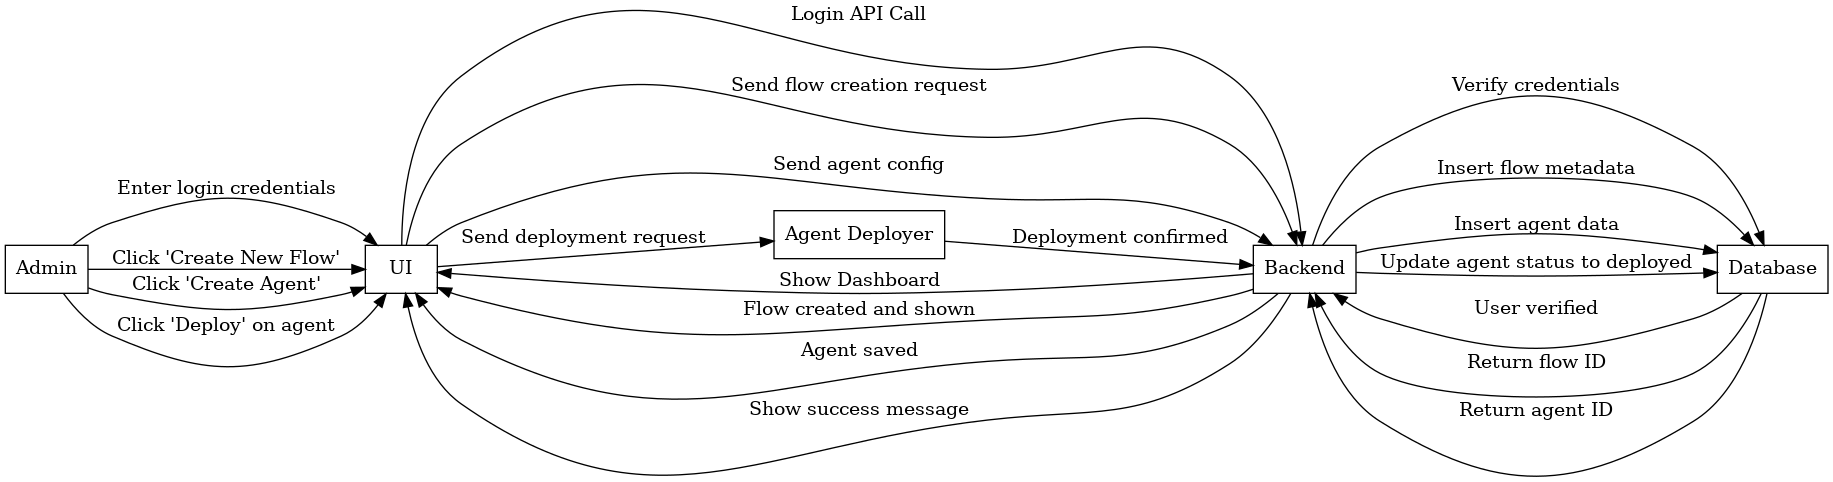 Login API Call
Send flow creation request
Verify credentials
Send agent config
Insert flow metadata
Enter login credentials
Insert agent data
Send deployment request
Agent Deployer
Deployment confirmed
Click 'Create New Flow'
Update agent status to deployed
Admin
UI
Backend
Database
Click 'Create Agent'
Show Dashboard
Flow created and shown
User verified
Click 'Deploy' on agent
Agent saved
Return flow ID
Show success message
Return agent ID